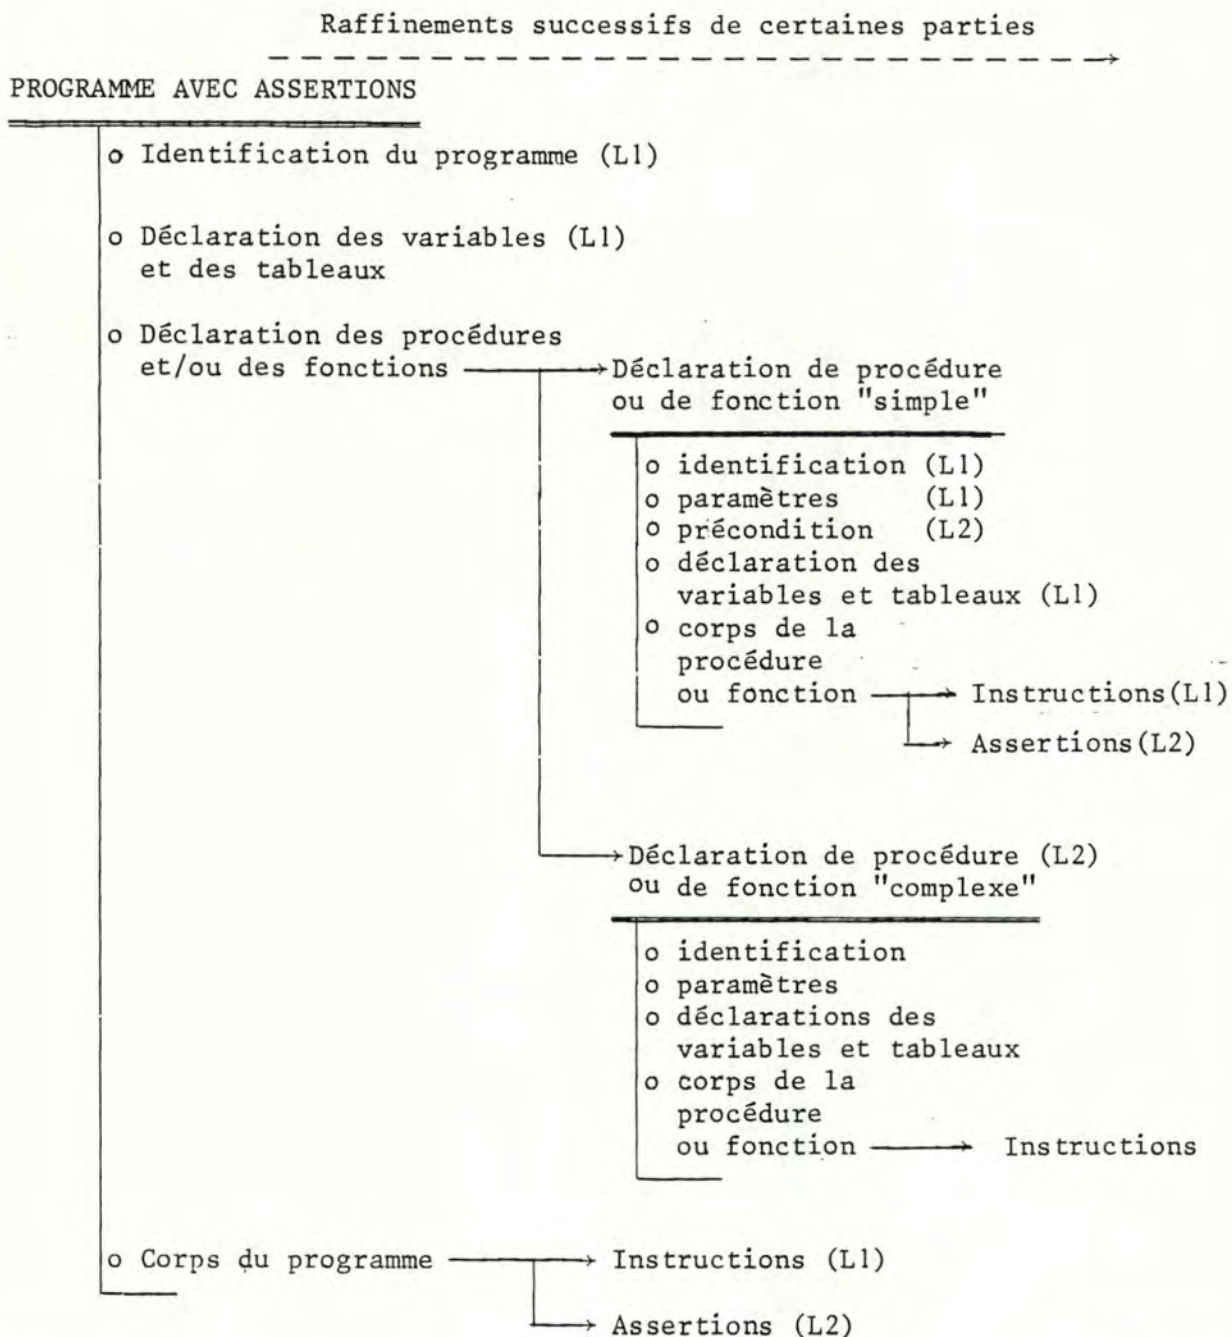 Raffinements successifs de certaines parties
PROGRAMME AVEC ASSERTIONS
o Identification du programme (L1)
o Déclaration des variables (L1)
et des tableaux
o Déclaration des procédures
et/ou des fonctions
Déclaration de procédure
ou de fonction "simple"
o identification (L1)
o paramètres (L1)
o précondition (L2)
o déclaration des
variables et tableaux (L1)
o corps de la
procédure
ou fonction
Instructions(L1)
Assertions(L2)
Déclaration de procédure (L2)
ou de fonction "complexe"
o identification
o paramètres
o déclarations des
variables et tableaux
o corps de la
procédure
ou fonction
Instructions
o Corps du programme
Instructions (L1)
Assertions (L2)